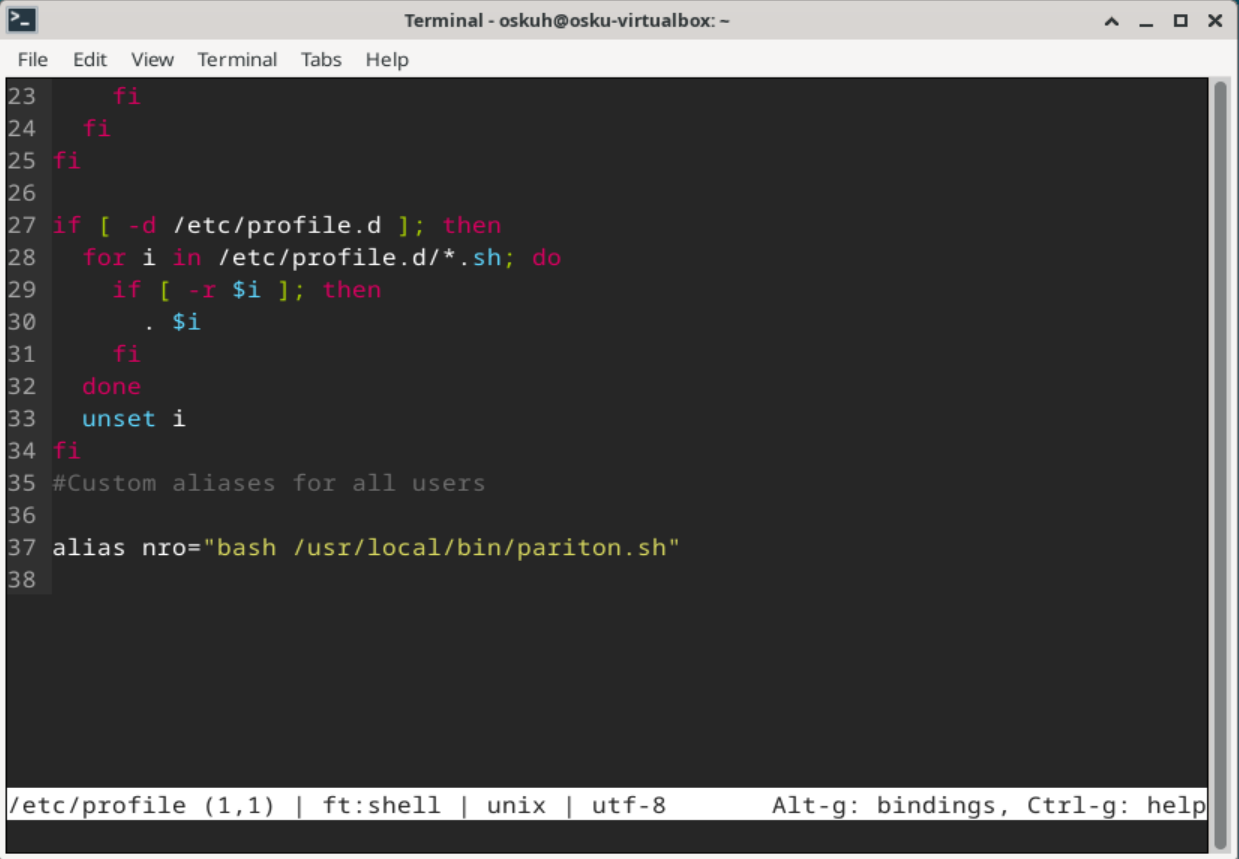 Terminal - oskuh@osku-virtualbox: ~
File Edit View Terminal Tabs Help
23     fi
24   fi
25 fi
26
27 if [ -d /etc/profile.d ]; then
28   for i in /etc/profile.d/*.sh; do
29     if [ -r $i ]; then
30       . $i
31     fi
32   done
33   unset i
34 fi
35 #Custom aliases for all users
36
37 alias nro="bash /usr/local/bin/pariton.sh"
38
/etc/profile (1,1) | ft:shell | unix | utf-8 Alt-g: bindings, Ctrl-g: help